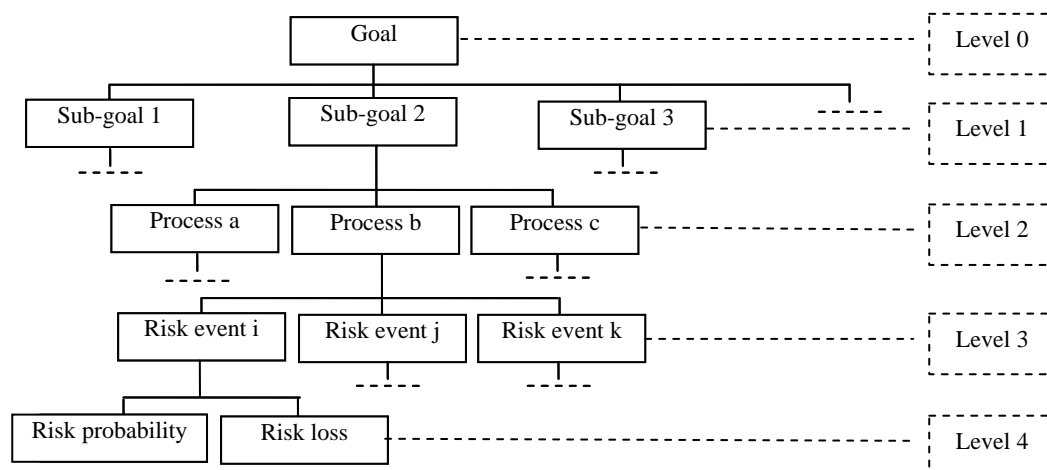 Goal
Level 0
Sub-goal 1
Sub-goal 2
Sub-goal 3
Level 1
Process a
Process b
Process c
Level 2
Risk event i
Risk event j
Risk event k
Level 3
Risk probability
Risk loss
Level 4